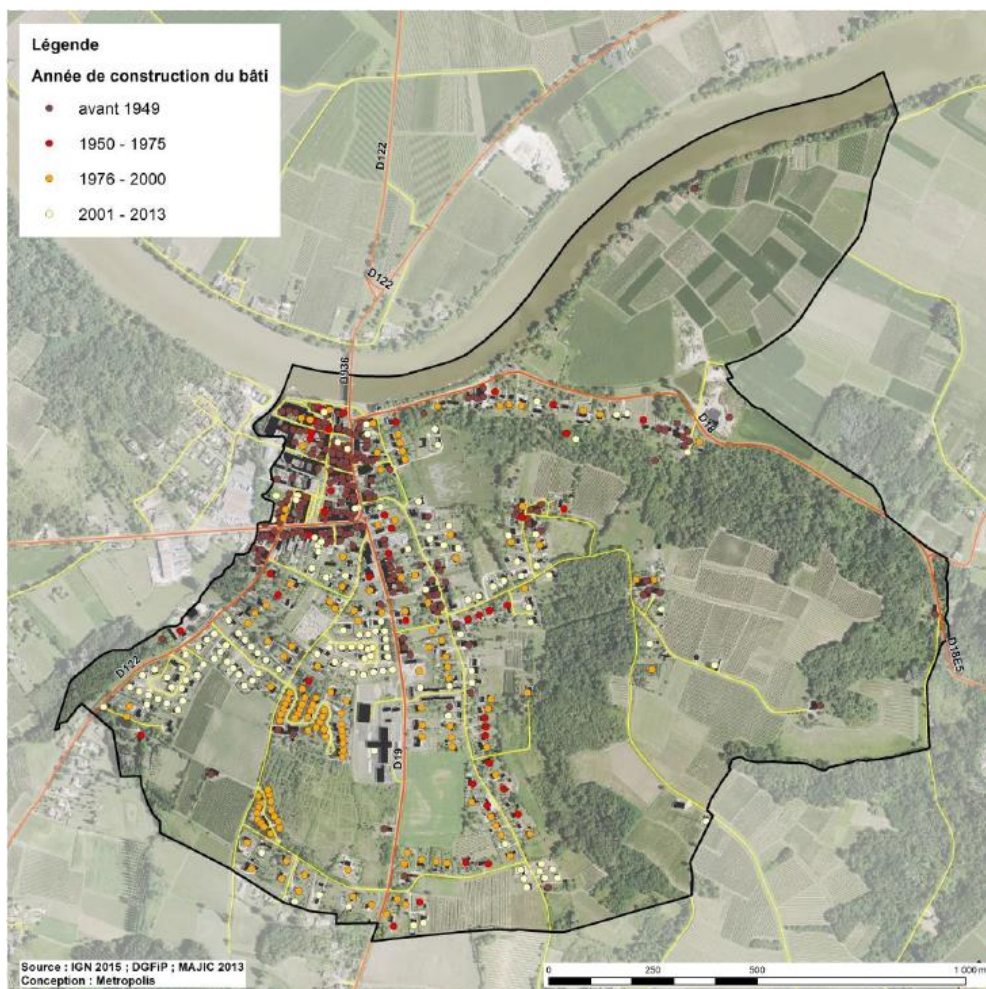 Légende
Année de construction du bâti
avant 1949
1950 - 1975
1976 - 2000
2001 - 2013
D122
D122
D936
D18
D18E5
D122
D19
Source : IGN 2015 ; DGFiP ; MAJIC 2013
Conception : Metropolis
0 250 500 1 000 m